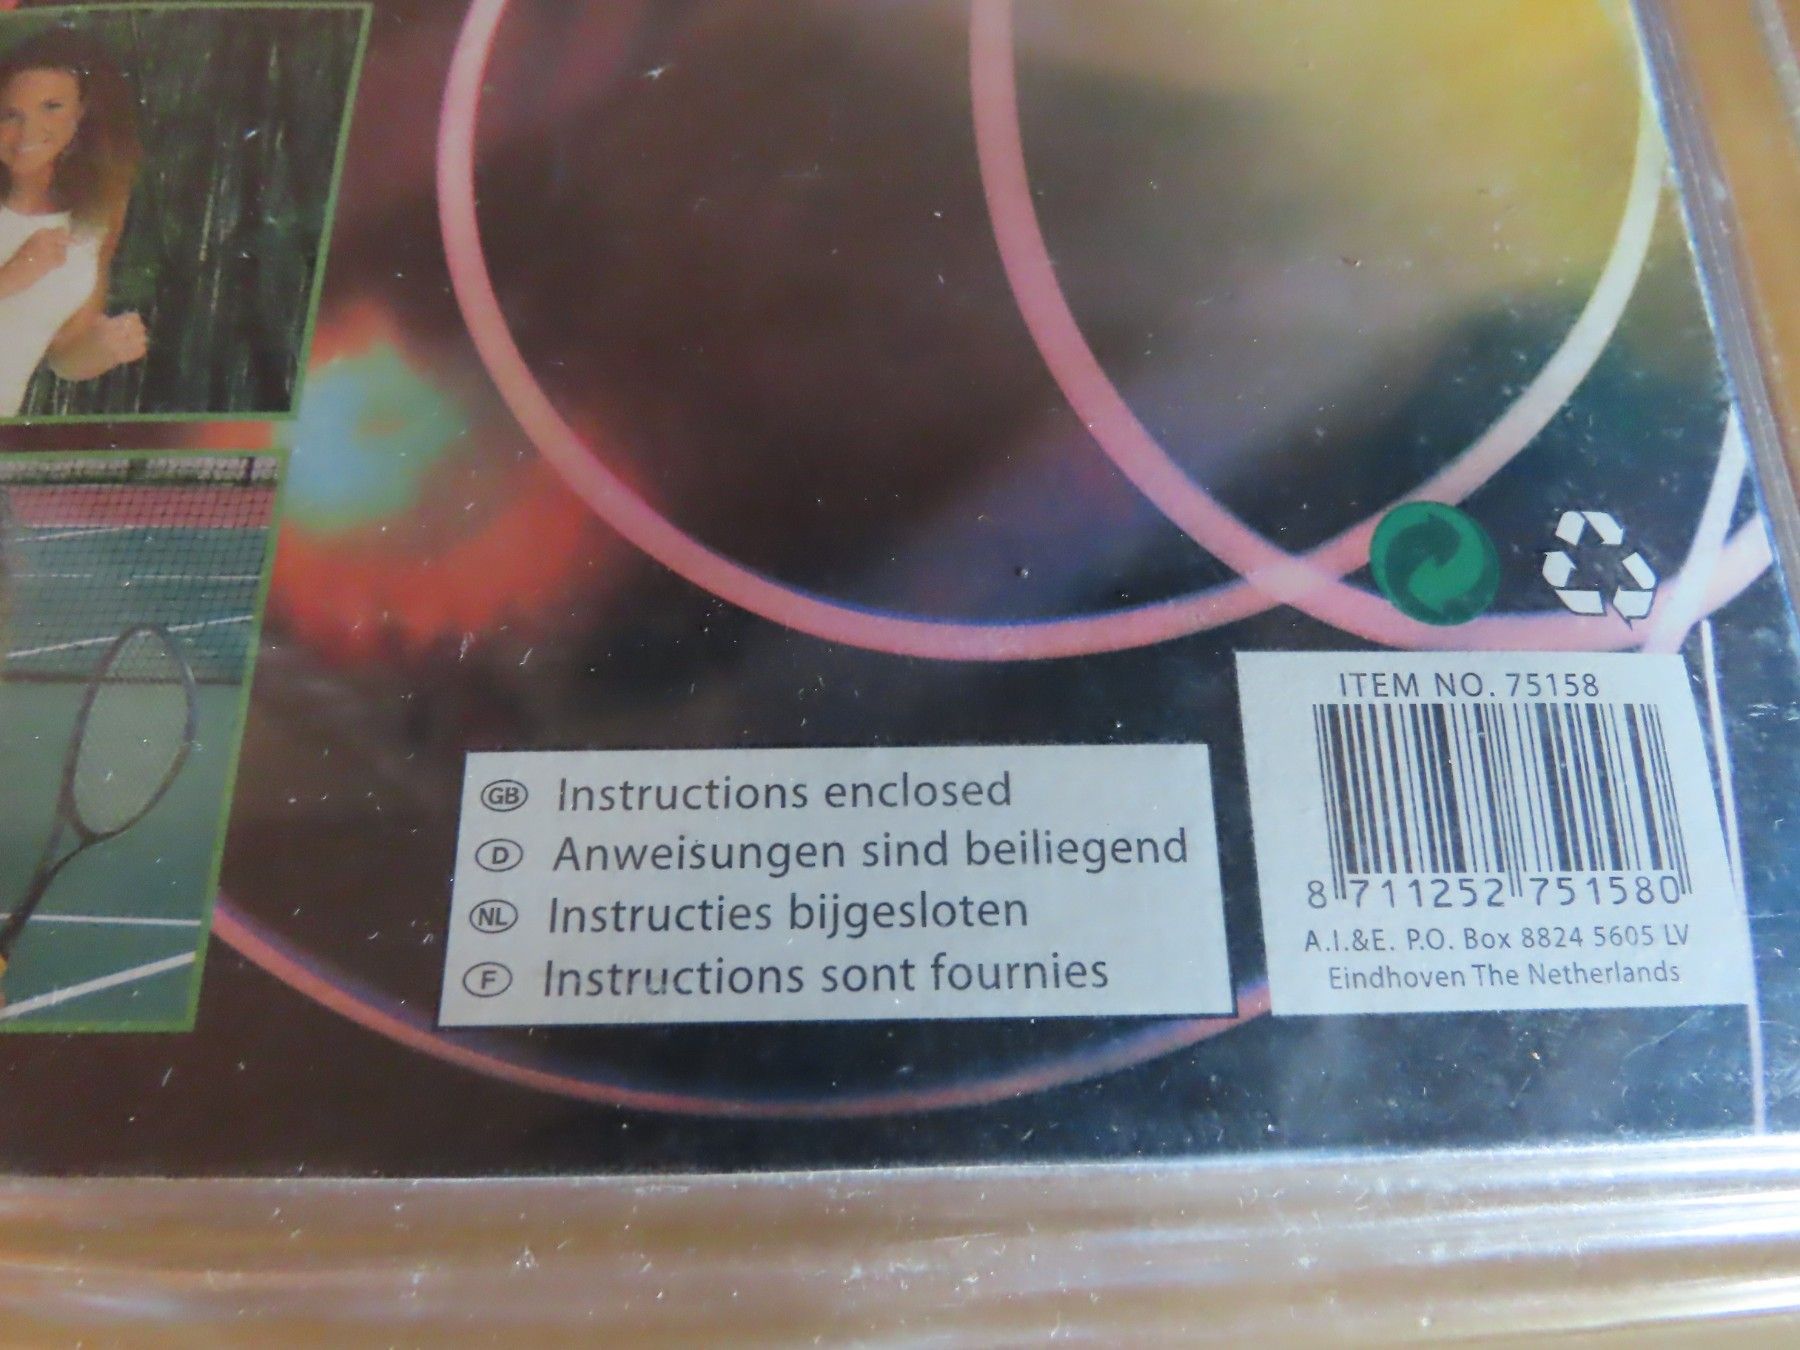 GB Instructions enclosed
D Anweisungen sind beiliegend
NL Instructies bijgesloten
F Instructions sont fournies
ITEM NO. 75158
8 711252 751580
A.I.&E. P.O. Box 8824 5605 LV
Eindhoven The Netherlands